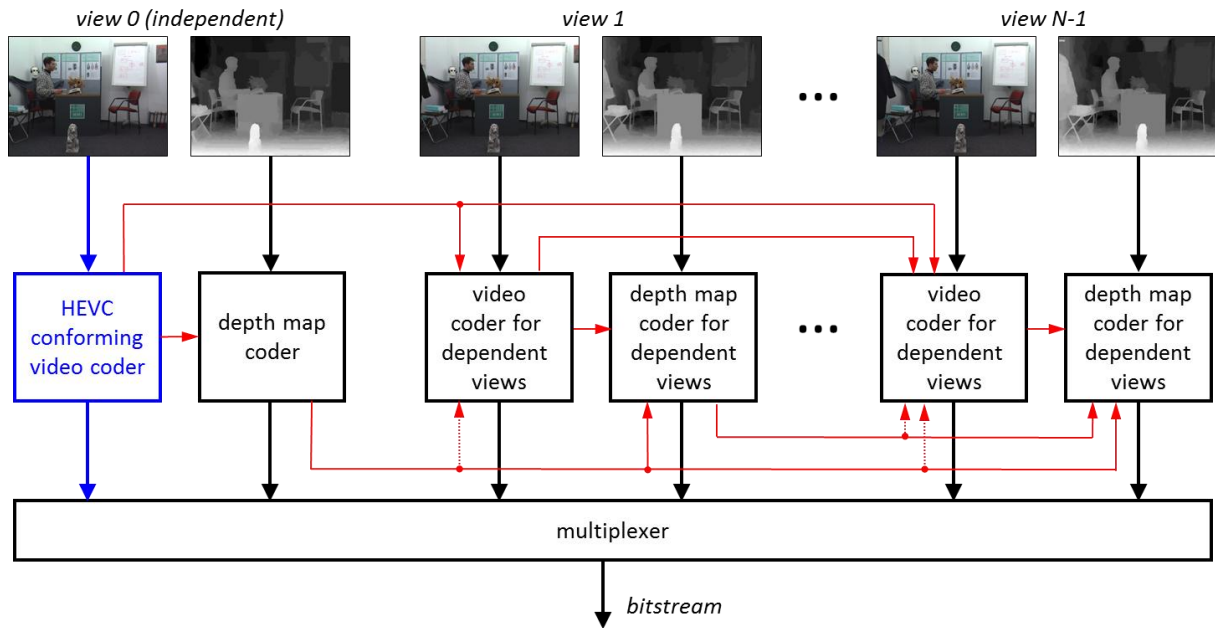 view 0 (independent)
view 1
view N-1
HEVC
conforming
video coder
depth map
coder
video
coder for
dependent
views
depth map
coder for
dependent
views
video
coder for
dependent
views
depth map
coder for
dependent
views
multiplexer
bitstream